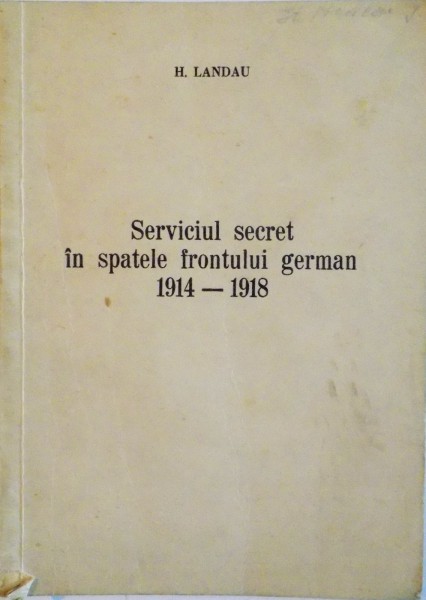 H. LANDAU
Serviciul secret
în spatele frontului german
1914 — 1918